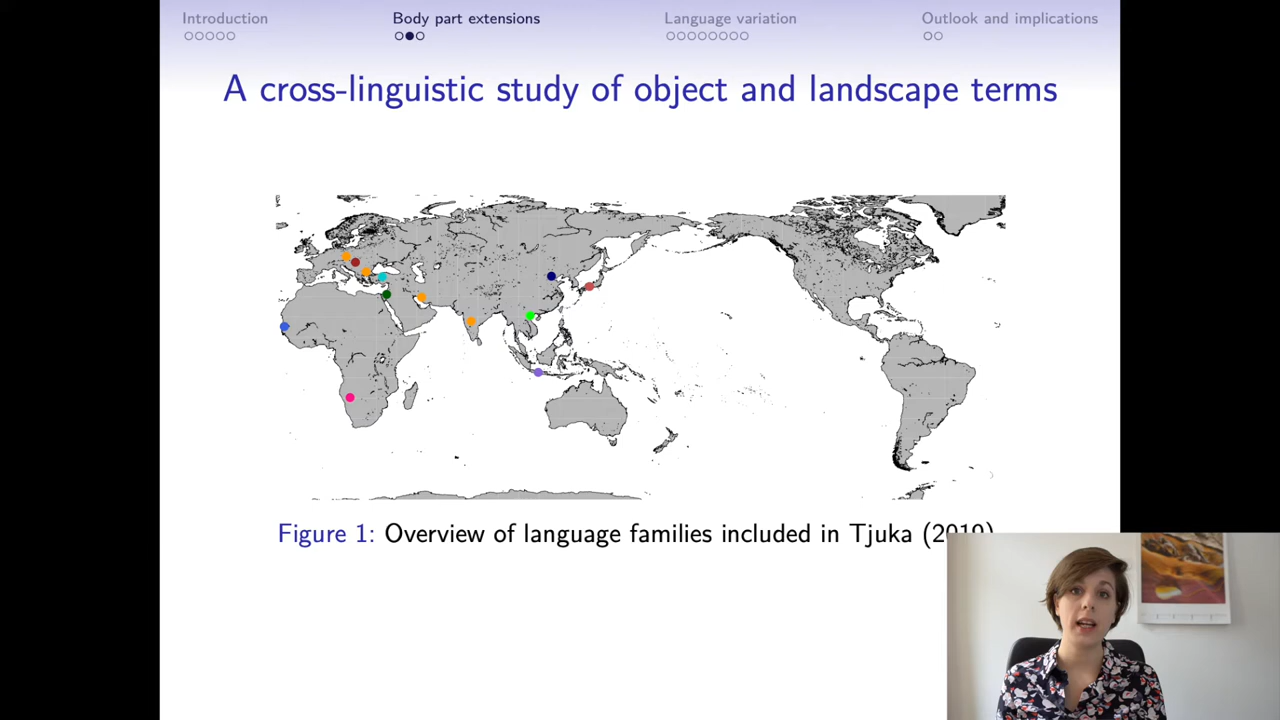 Introduction
Body part extensions
Language variation
Outlook and implications
A cross-linguistic study of object and landscape terms
Figure 1: Overview of language families included in Tjuka (2019)